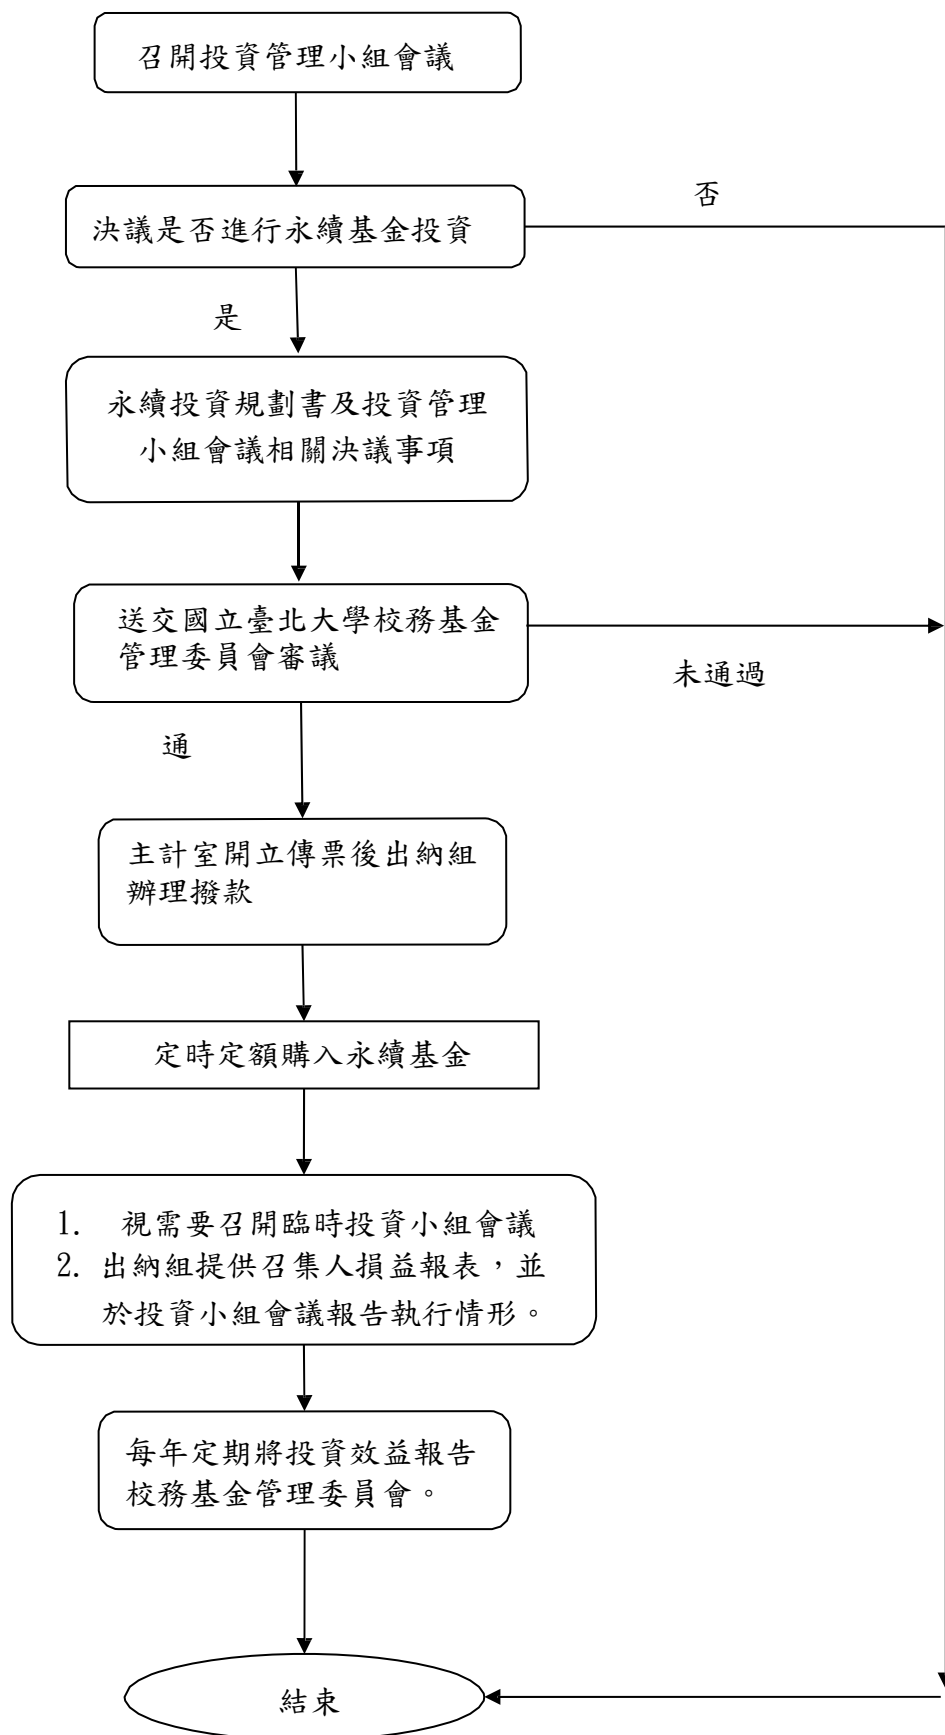 召開投資管理小組會議
決議是否進行永續基金投資
否
是
永續投資規劃書及投資管理
小組會議相關決議事項
送交國立臺北大學校務基金
管理委員會審議
未通過
通
主計室開立傳票後出納組
辦理撥款
定時定額購入永續基金
1. 視需要召開臨時投資小組會議
2. 出納組提供召集人損益報表，並
於投資小組會議報告執行情形。
每年定期將投資效益報告
校務基金管理委員會。
結束